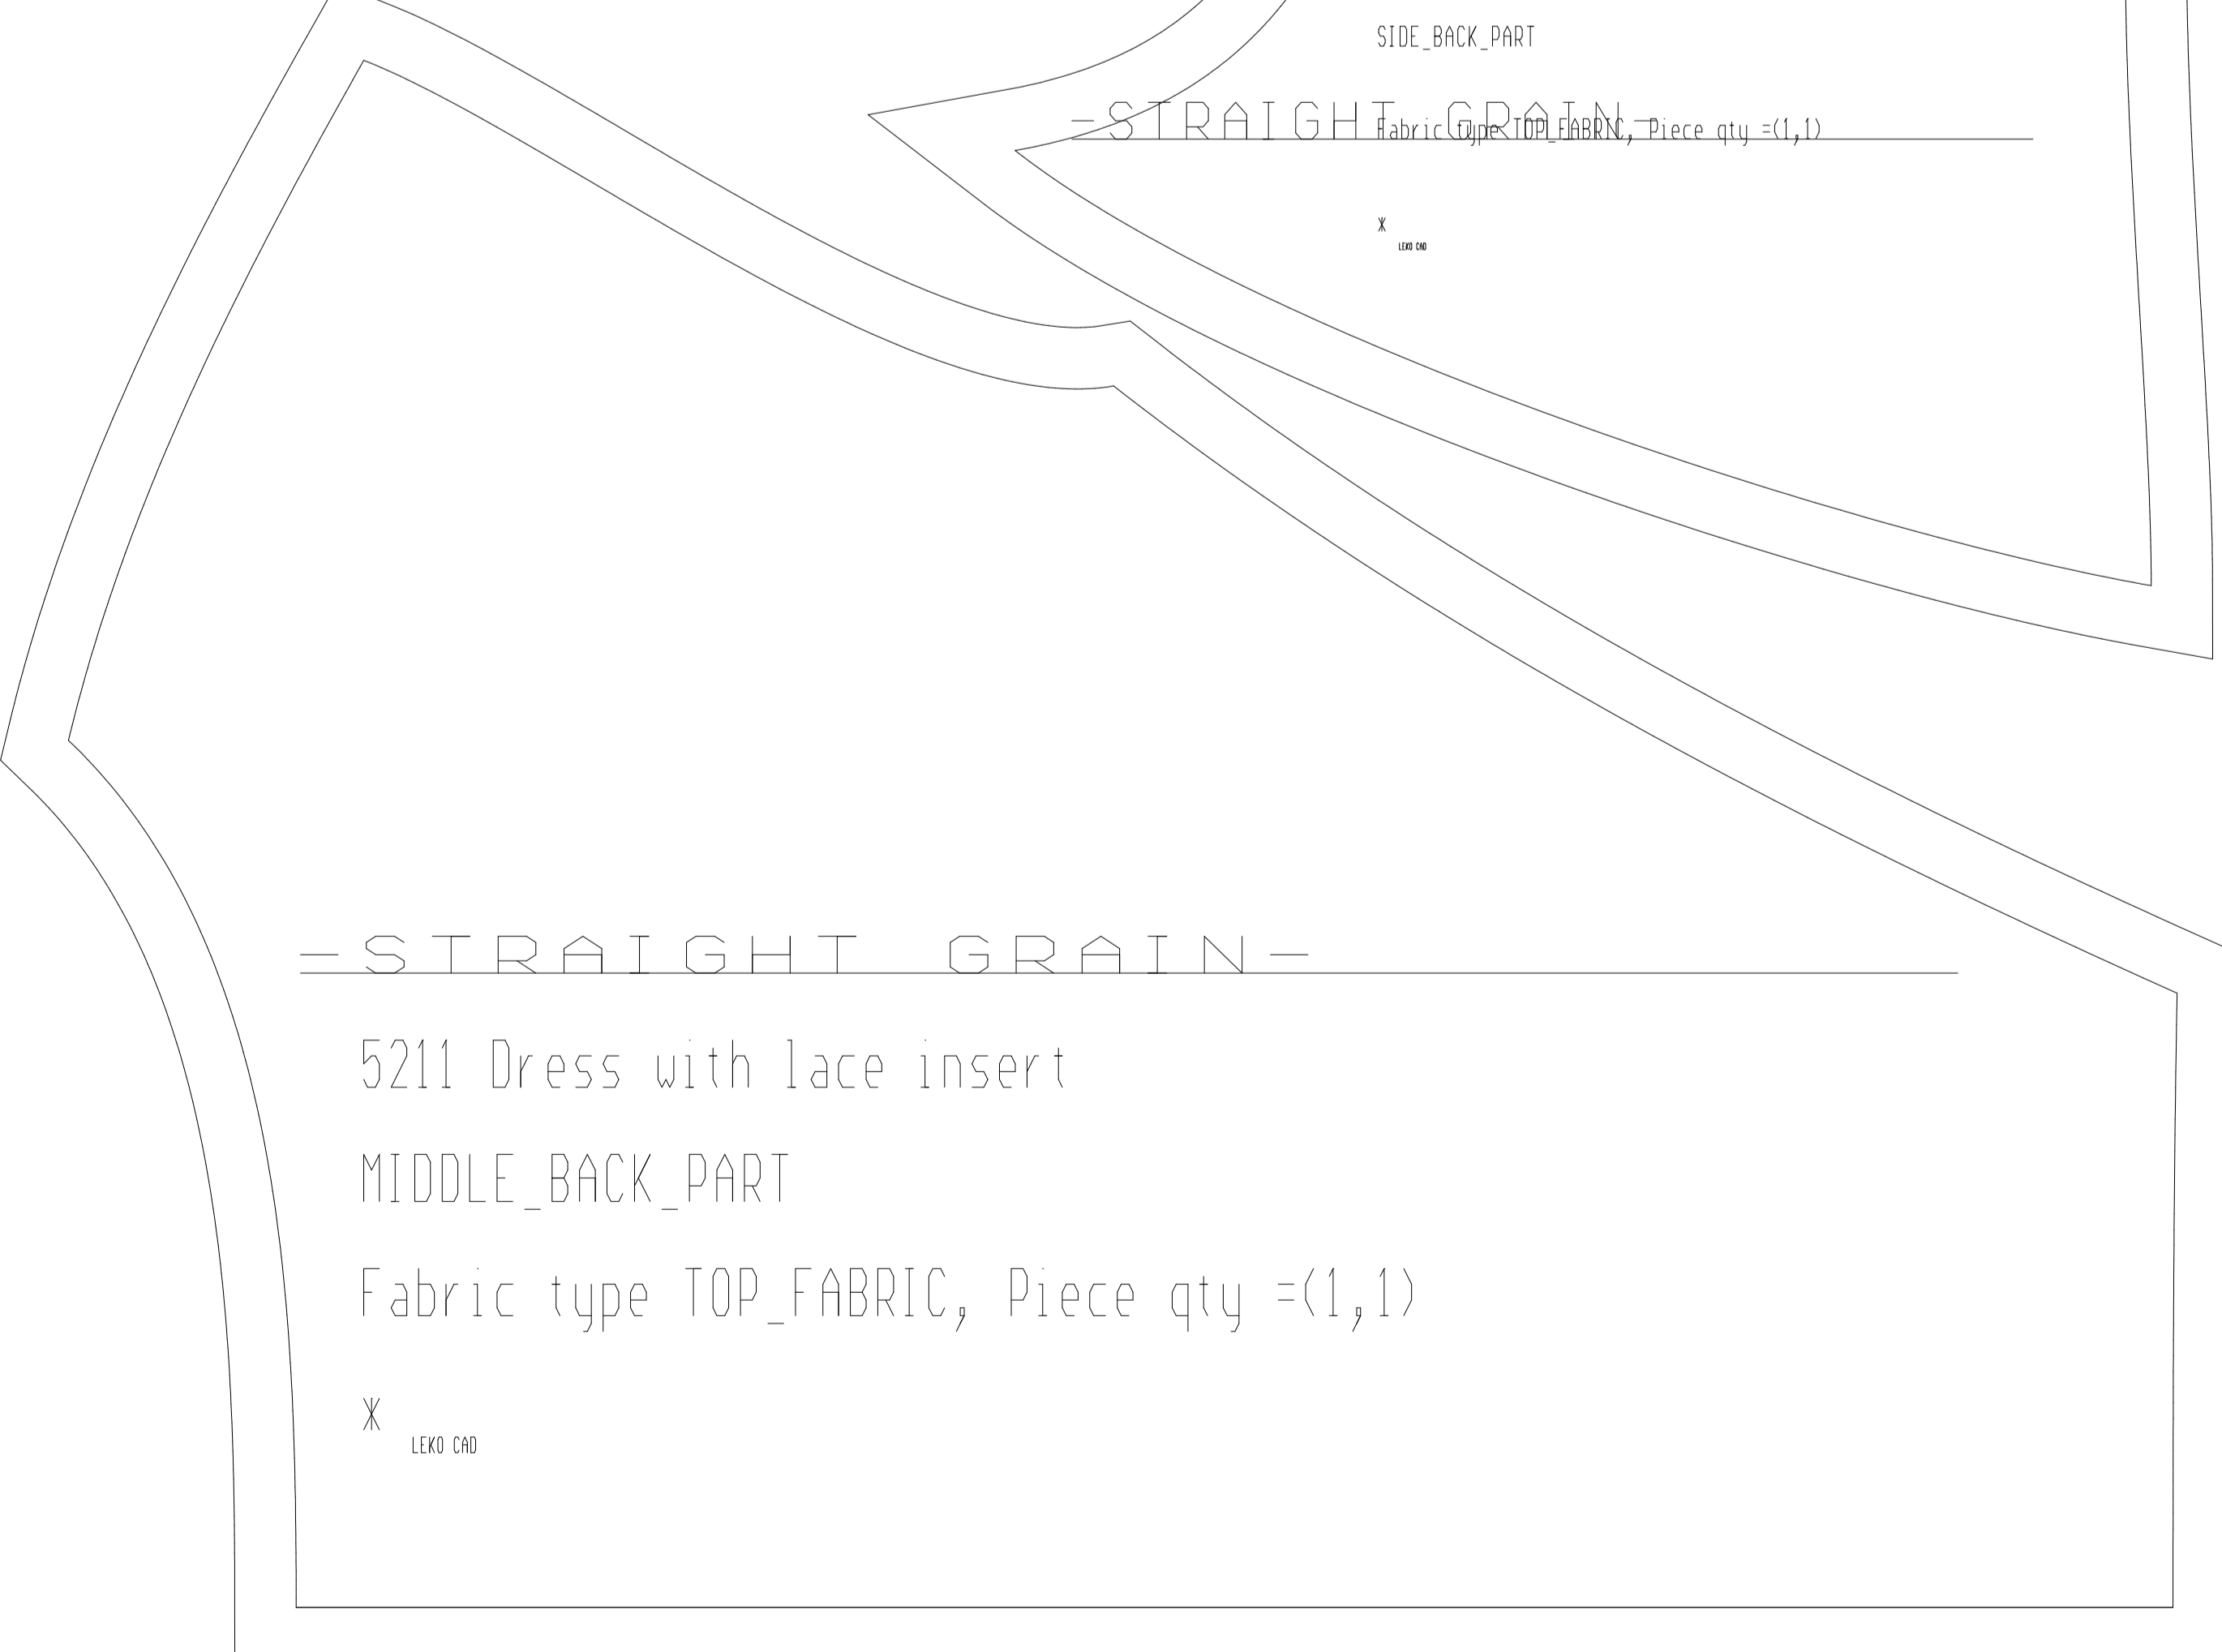 SIDE_BACK_PART
-STRAIGHT GRAIN-
Fabric type TOP_FABRIC, Piece qty =(1,1)
*
LEKO CAD
-STRAIGHT GRAIN-
5211 Dress with lace insert
MIDDLE_BACK_PART
Fabric type TOP_FABRIC, Piece qty =(1,1)
*
LEKO CAD